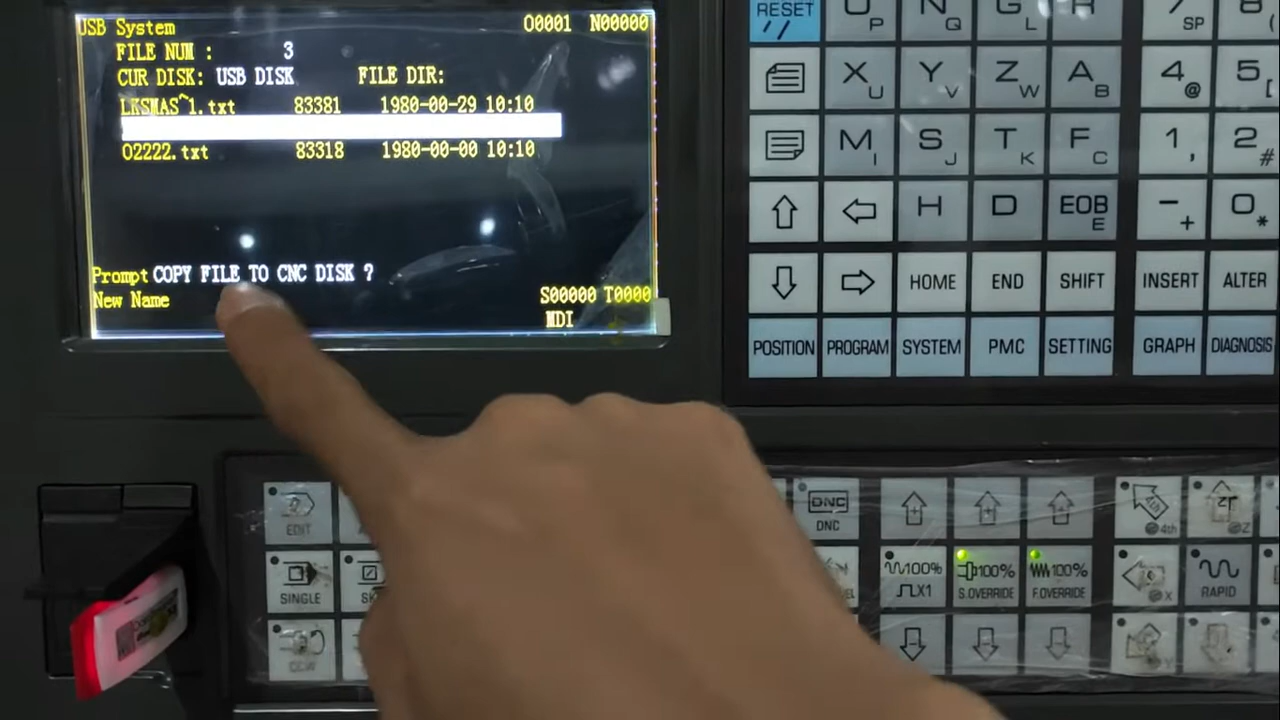 USB System O0001 N00000
FILE NUM : 3
CUR DISK: USB DISK FILE DIR:
LKSMAS~1.txt 83381 1980-00-29 10:10
O2222.txt 83318 1980-00-00 10:10
Prompt COPY FILE TO CNC DISK ?
New Name
S00000 T0000
MDI
RESET // P N Q G L R SP
X U Y V Z W A B 4 @ 5 [
M I S J T K F C 1 , 2 #
H D EOB E - + 0 *
HOME END SHIFT INSERT ALTER
POSITION PROGRAM SYSTEM PMC SETTING GRAPH DIAGNOSIS
EDIT DNC DNC 4th Z
SINGLE 100% X1 100% S.OVERRIDE 100% F.OVERRIDE X RAPID
CCW Y